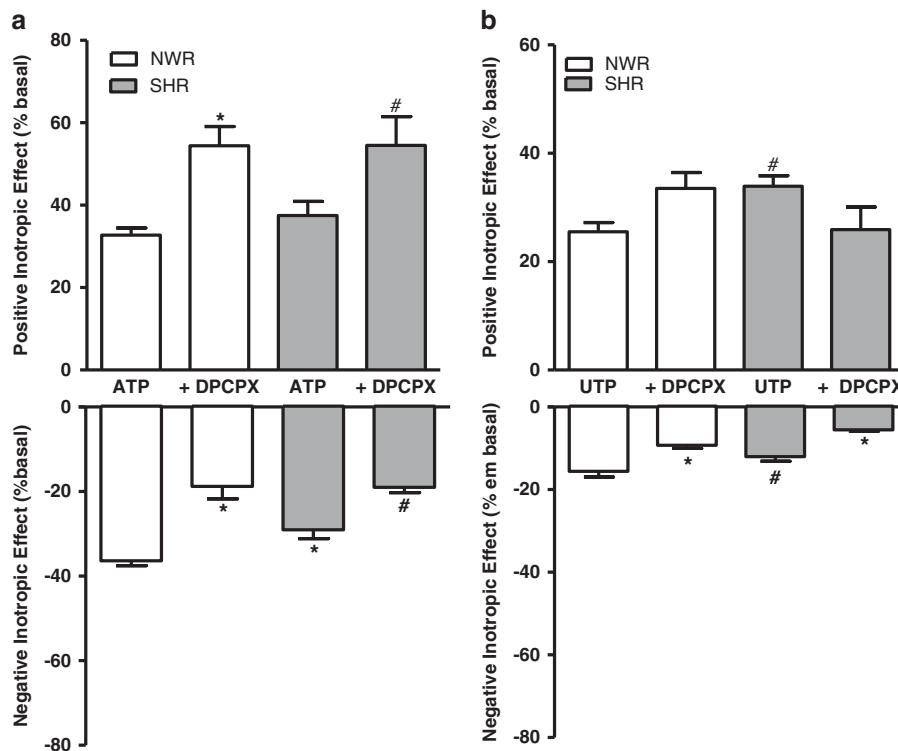 a
Positive Inotropic Effect (% basal)
80
60
40
20
0
NWR
SHR
*
#
ATP + DPCPX ATP + DPCPX
Negative Inotropic Effect (%basal)
0
-20
-40
-60
-80
*
*
#
b
Positive Inotropic Effect (% basal)
60
40
20
0
NWR
SHR
#
UTP + DPCPX UTP + DPCPX
Negative Inotropic Effect (% em basal)
0
-20
-40
-60
-80
*
#
*